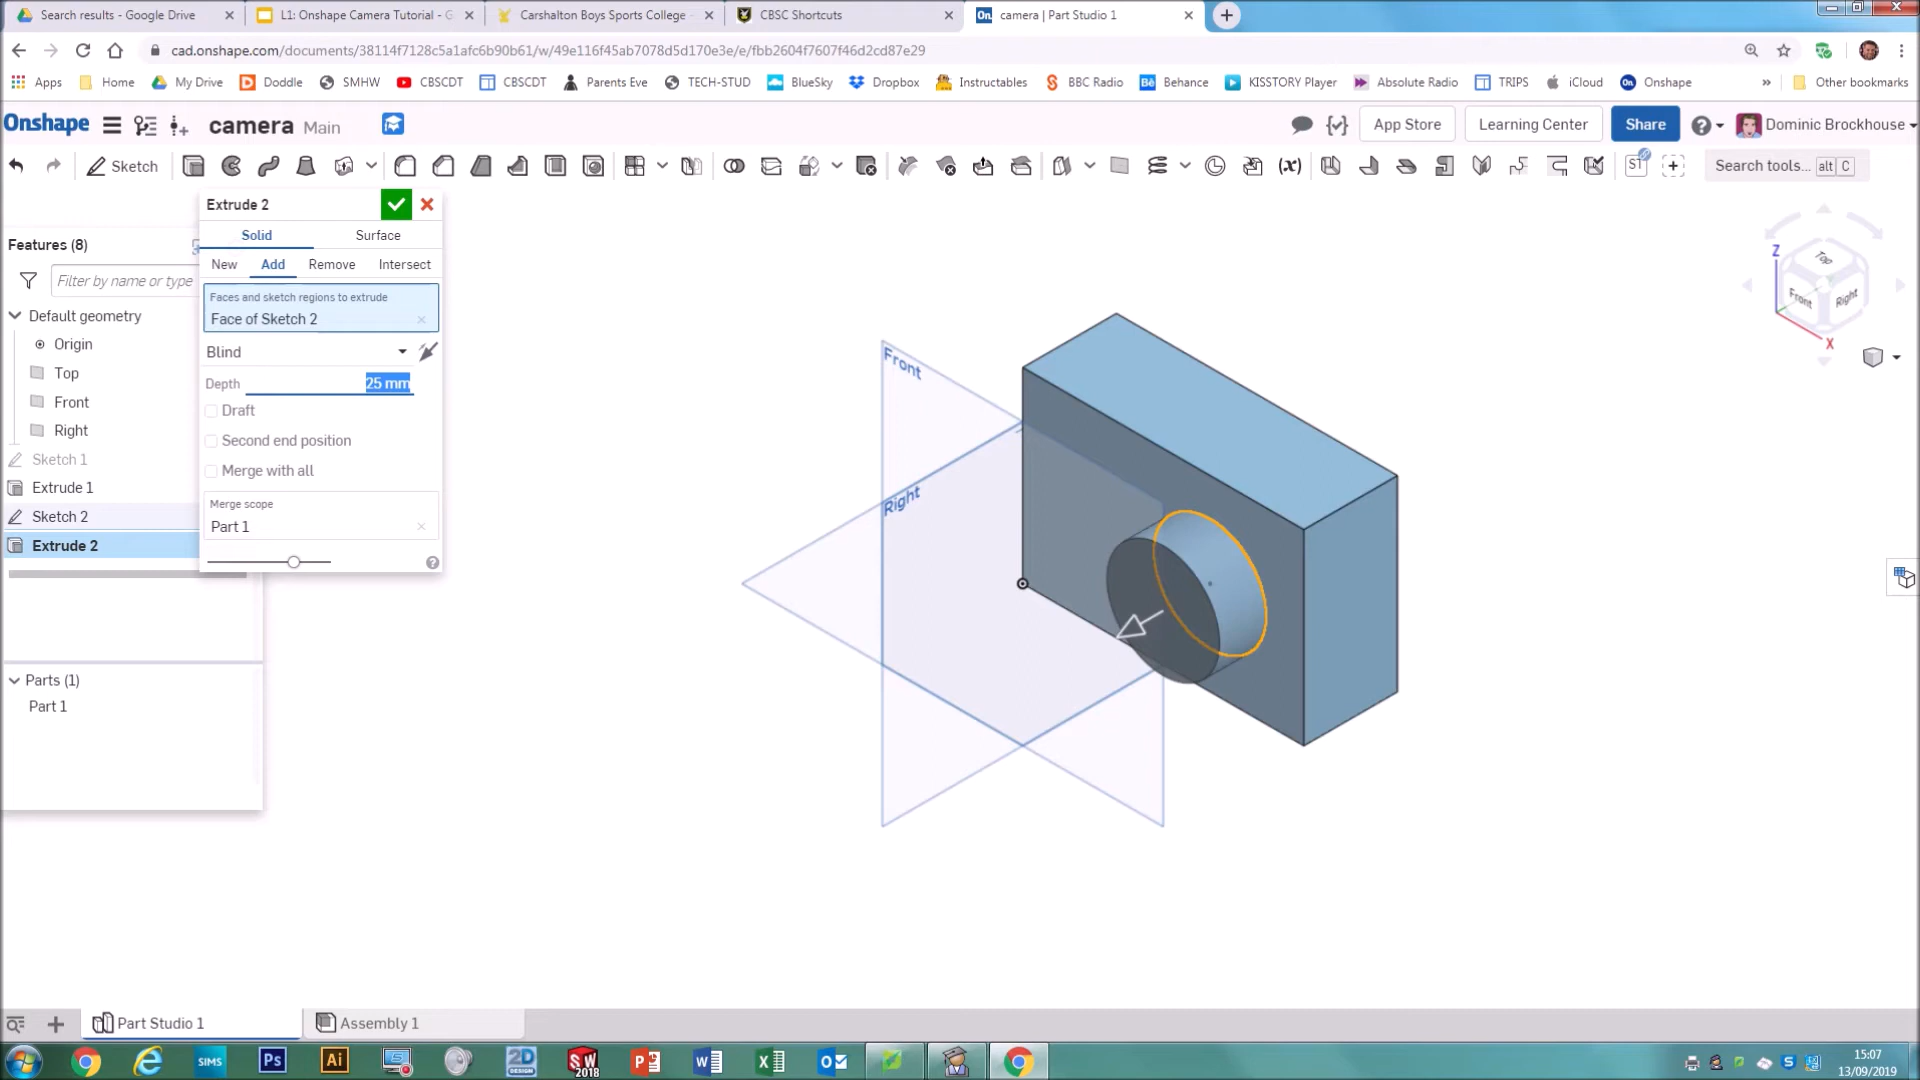 Search results - Google Drive
L1: Onshape Camera Tutorial - G
Carshalton Boys Sports College -
CBSC Shortcuts
On camera | Part Studio 1
cad.onshape.com/documents/38114f7128c5a1afc6b90b61/w/49e116f45ab7078d5d170e3e/e/fbb2604f7607f46d2cd87e29
Apps Home My Drive Doddle SMHW CBSCDT CBSCDT Parents Eve TECH-STUD BlueSky Dropbox Instructables BBC Radio Behance KISSTORY Player Absolute Radio TRIPS iCloud Onshape » Other bookmarks
Onshape camera Main App Store Learning Center Share Dominic Brockhouse
Sketch (x) Search tools... alt C
Extrude 2
Solid Surface
Features (8)
New Add Remove Intersect
Filter by name or type
Faces and sketch regions to extrude
Face of Sketch 2
Default geometry
Origin
Blind
Top
Depth 25 mm
Front
Draft
Right
Second end position
Sketch 1
Merge with all
Extrude 1
Merge scope
Sketch 2
Part 1
Extrude 2
Parts (1)
Part 1
Front
Right
Z
Top
Front
Right
X
Part Studio 1
Assembly 1
SIMS Ps Ai 2D DESIGN SW 2018
15:07
13/09/2019